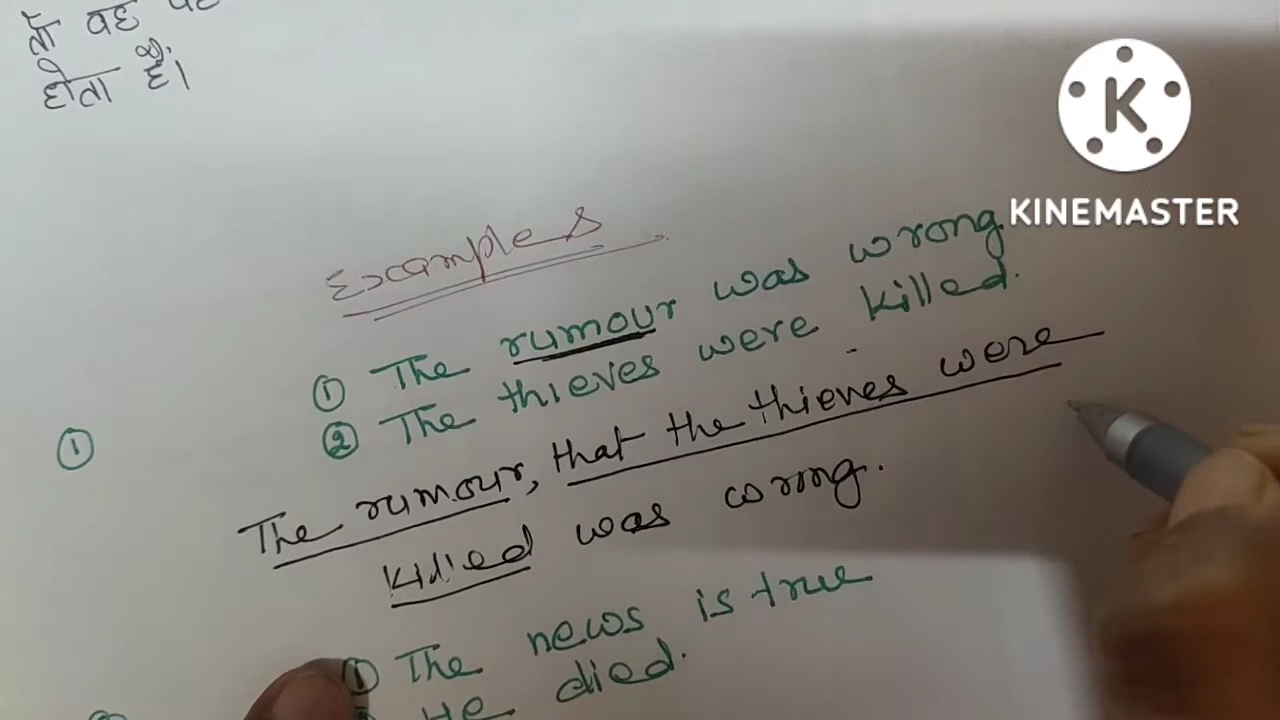 तो वह
होता है।
Examples
① The rumour was wrong
② The thieves were killed.
①
The rumour, that the thieves were
killed was wrong.
① The news is true
He died.
KINEMASTER